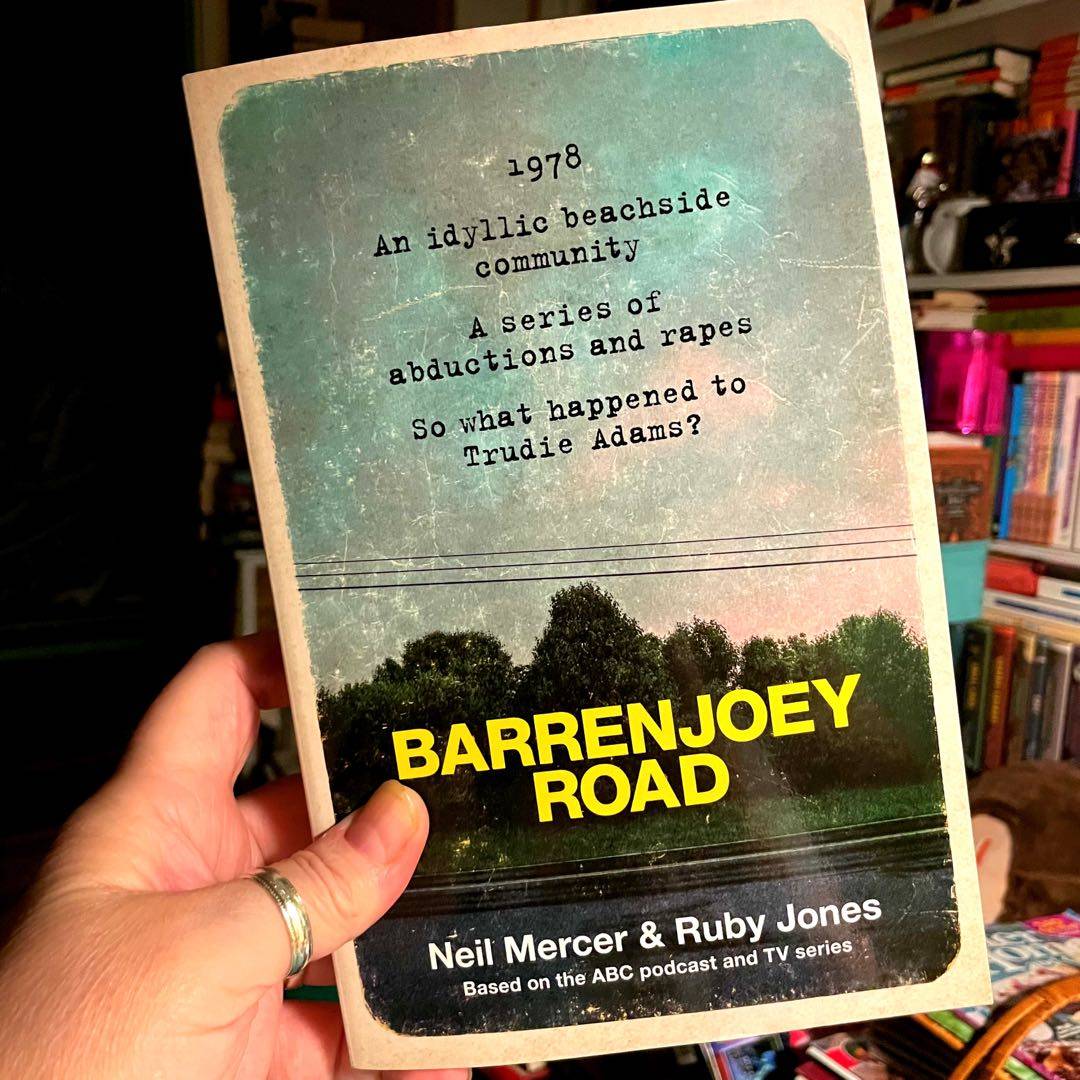 1978
An idyllic beachside
community
A series of
abductions and rapes
So what happened to
Trudie Adams?
BARRENJOEY
ROAD
Neil Mercer & Ruby Jones
Based on the ABC podcast and TV series